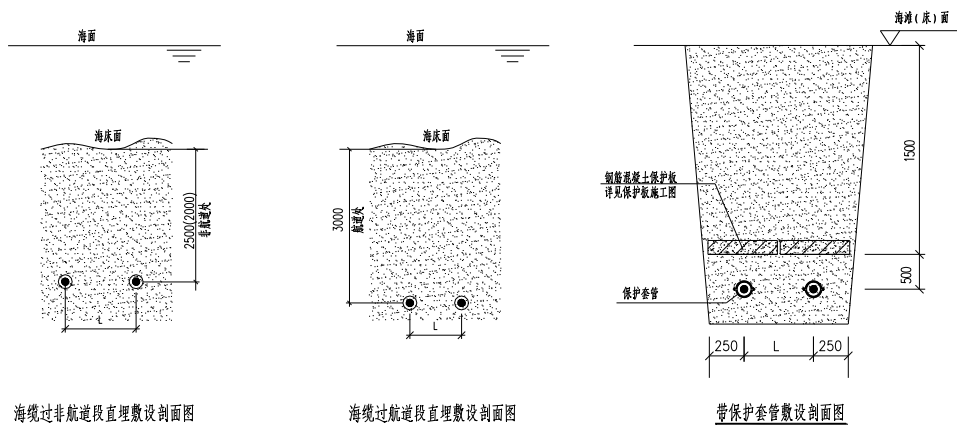 海面
海床面
2500(2000)
非航道处
L
海缆过非航道段直埋敷设剖面图
海面
海床面
3000
航道处
L
海缆过航道段直埋敷设剖面图
海滩(床)面
1500
钢筋混凝土保护板
详见保护板施工图
500
保护套管
250
L
250
带保护套管敷设剖面图